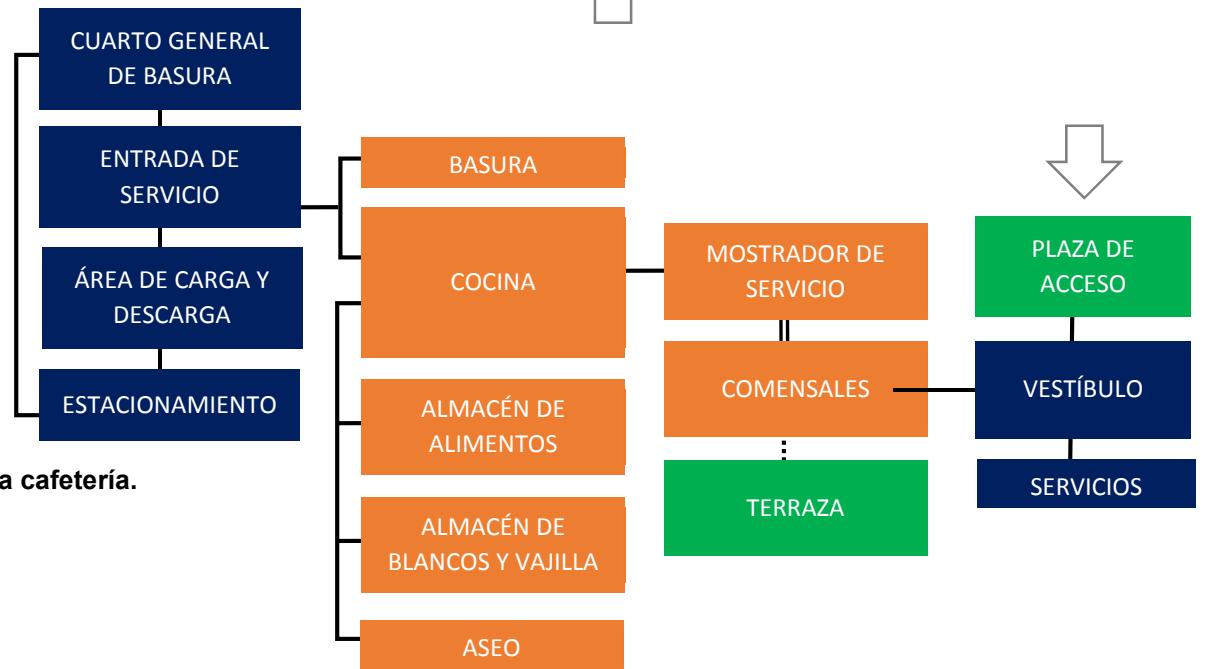 CUARTO GENERAL
DE BASURA
ENTRADA DE
SERVICIO
ÁREA DE CARGA Y
DESCARGA
ESTACIONAMIENTO
a cafetería.
BASURA
COCINA
ALMACÉN DE
ALIMENTOS
ALMACÉN DE
BLANCOS Y VAJILLA
ASEO
MOSTRADOR DE
SERVICIO
COMENSALES
TERRAZA
PLAZA DE
ACCESO
VESTÍBULO
SERVICIOS